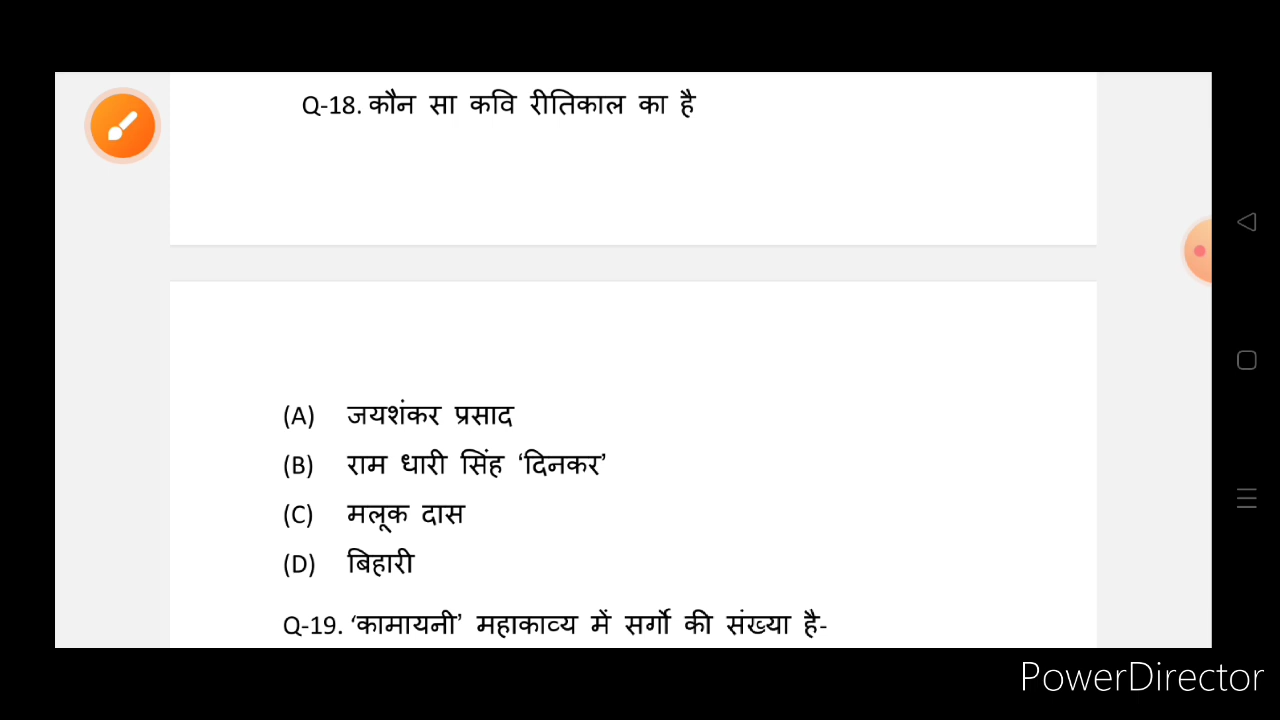 Q-18. कौन सा कवि रीतिकाल का है
(A) जयशंकर प्रसाद
(B) राम धारी सिंह ‘दिनकर’
(C) मलूक दास
(D) बिहारी
Q-19. ‘कामायनी’ महाकाव्य में सर्गो की संख्या है-
PowerDirector